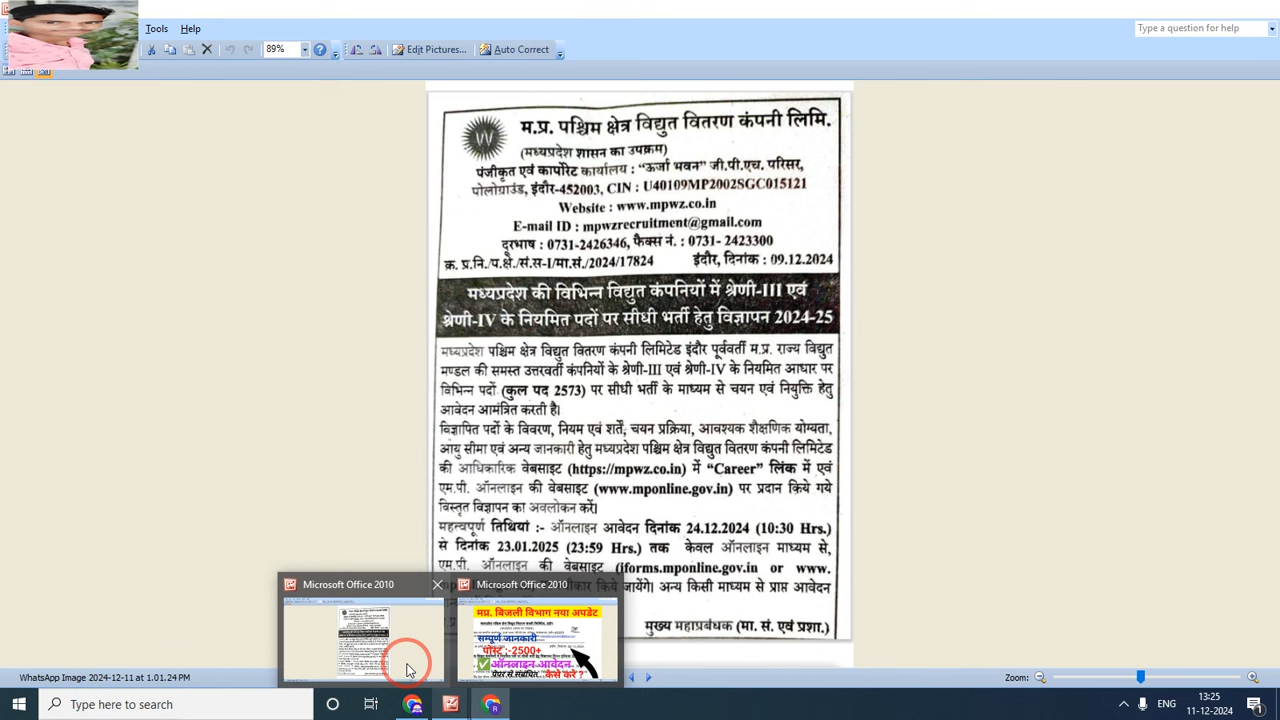 Tools Help
Type a question for help
89%
Edit Pictures...
Auto Correct
म.प्र. पश्चिम क्षेत्र विद्युत वितरण कंपनी लिमि.
(मध्यप्रदेश शासन का उपक्रम)
पंजीकृत एवं कार्पोरेट कार्यालय : “ऊर्जा भवन” जी.पी.एच. परिसर,
पोलोग्राउंड, इंदौर-452003, CIN : U40109MP2002SGC015121
Website : www.mpwz.co.in
E-mail ID : mpwzrecruitment@gmail.com
दूरभाष : 0731-2426346, फैक्स नं. : 0731- 2423300
क्र. प्र.नि./प.क्षे./सं.स-I/मा.सं./2024/17824 इंदौर, दिनांक : 09.12.2024
मध्यप्रदेश की विभिन्न विद्युत कंपनियों में श्रेणी-III एवं
श्रेणी-IV के नियमित पदों पर सीधी भर्ती हेतु विज्ञापन 2024-25
मध्यप्रदेश पश्चिम क्षेत्र विद्युत वितरण कंपनी लिमिटेड इंदौर पूर्ववर्ती म.प्र. राज्य विद्युत
मण्डल की समस्त उत्तरवर्ती कंपनियों के श्रेणी-III एवं श्रेणी-IV के नियमित आधार पर
विभिन्न पदों (कुल पद 2573) पर सीधी भर्ती के माध्यम से चयन एवं नियुक्ति हेतु
आवेदन आमंत्रित करती है।
विज्ञापित पदों के विवरण, नियम एवं शर्तें, चयन प्रक्रिया, आवश्यक शैक्षणिक योग्यता,
आयु सीमा एवं अन्य जानकारी हेतु मध्यप्रदेश पश्चिम क्षेत्र विद्युत वितरण कंपनी लिमिटेड
की आधिकारिक वेबसाइट (https://mpwz.co.in) में “Career” लिंक में एवं
एम.पी. ऑनलाइन की वेबसाइट (www.mponline.gov.in) पर प्रदान किये गये
विस्तृत विज्ञापन का अवलोकन करें।
महत्वपूर्ण तिथियां :- ऑनलाइन आवेदन दिनांक 24.12.2024 (10:30 Hrs.)
से दिनांक 23.01.2025 (23:59 Hrs.) तक केवल ऑनलाइन माध्यम से,
एम.पी. ऑनलाइन की वेबसाइट (iforms.mponline.gov.in or www.
किये जायेंगे। अन्य किसी माध्यम से प्राप्त आवेदन
मुख्य महाप्रबंधक (मा. सं. एवं प्रशा.)
Microsoft Office 2010
Microsoft Office 2010
मप्र. बिजली विभाग नया अपडेट
सम्पूर्ण जानकारी
पोस्ट :-2500+
ऑनलाइन आवेदन
पेपर से संबंधित... कैसे करें ?
WhatsApp Image 2024-12-11 at 1.01.24 PM
Zoom:
Type here to search
ENG
13:25
11-12-2024
1